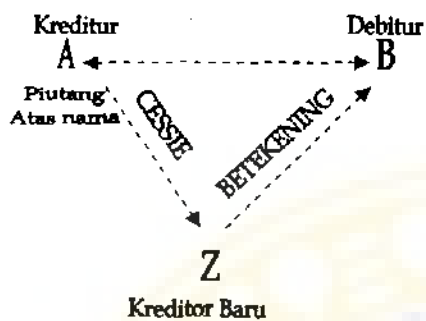 Kreditur
Debitur
A
B
Piutang
Atas nama
CESSIE
BETEKENING
Z
Kreditor Baru